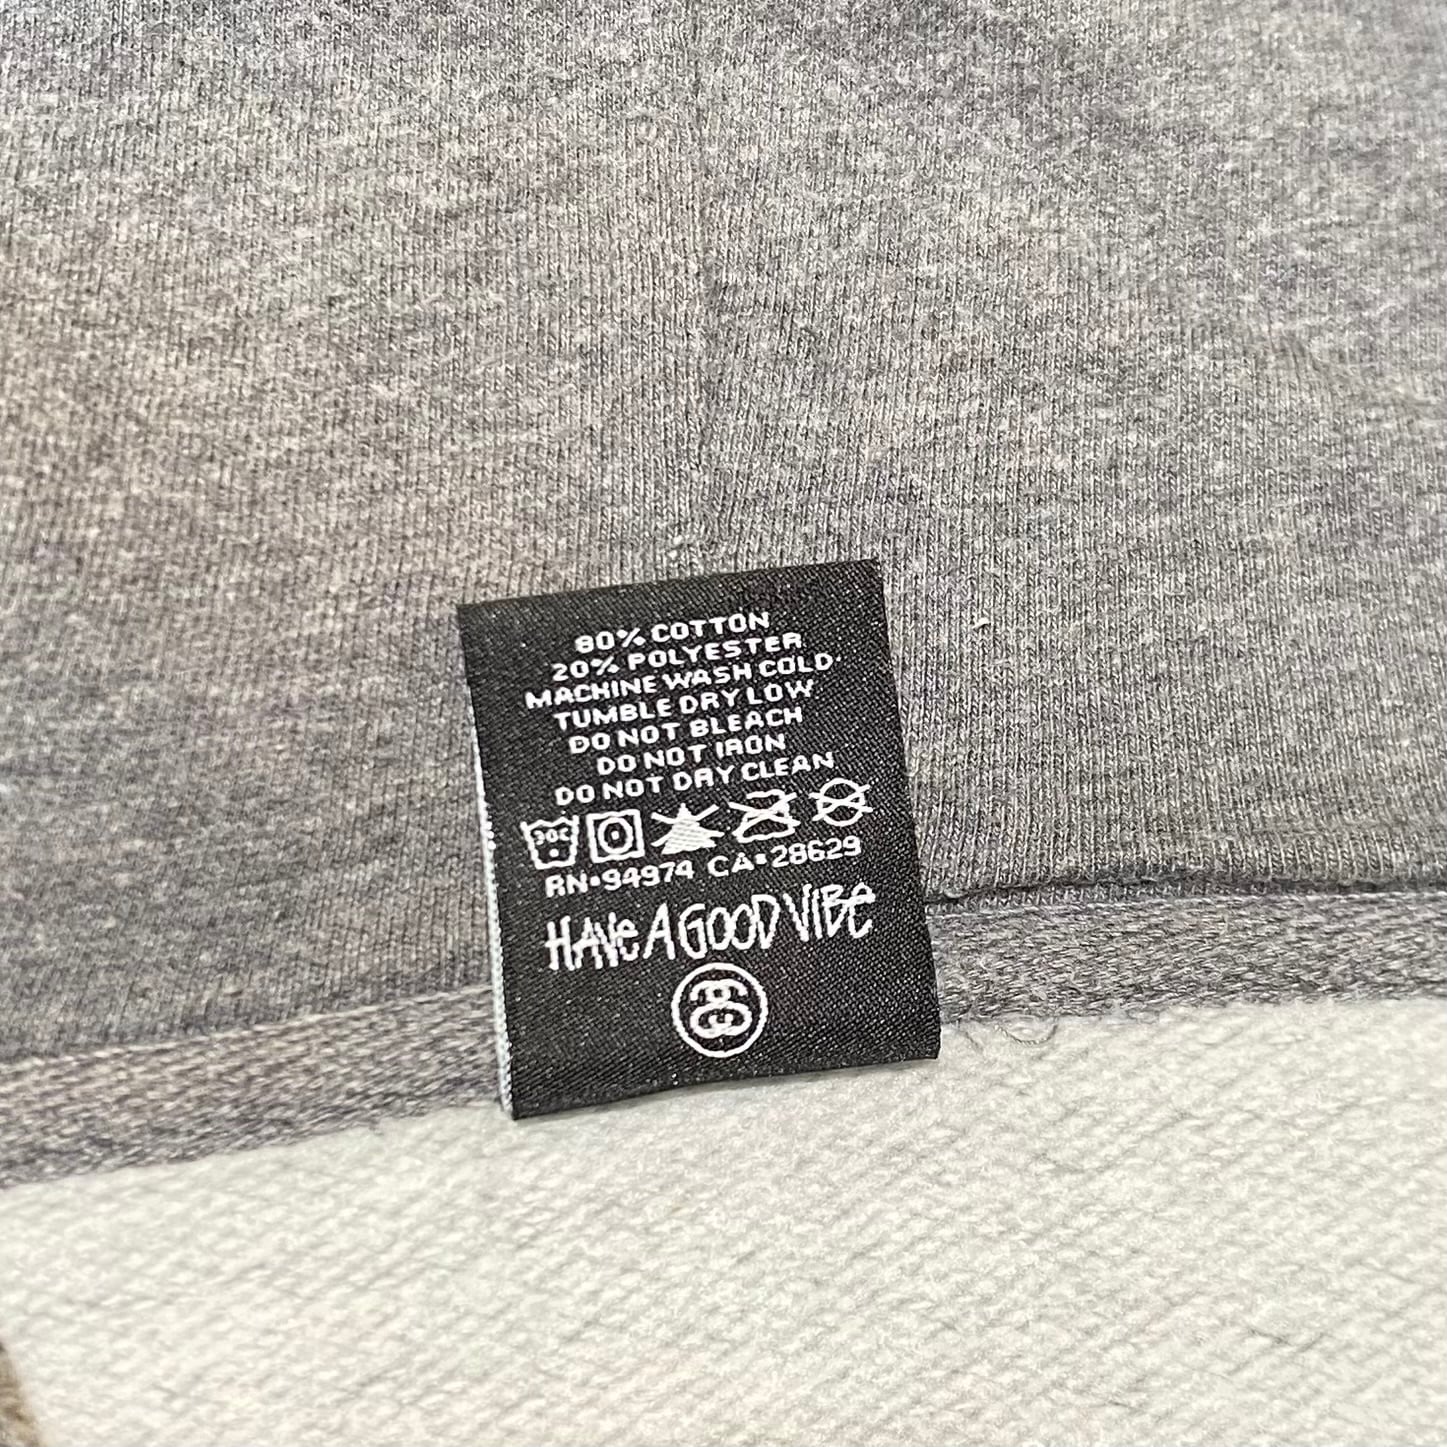 80% COTTON
20% POLYESTER
MACHINE WASH COLD
TUMBLE DRY LOW
DO NOT BLEACH
DO NOT IRON
DO NOT DRY CLEAN
30C
RN•94974 CA•28629
HAVE A GOOD VIBE